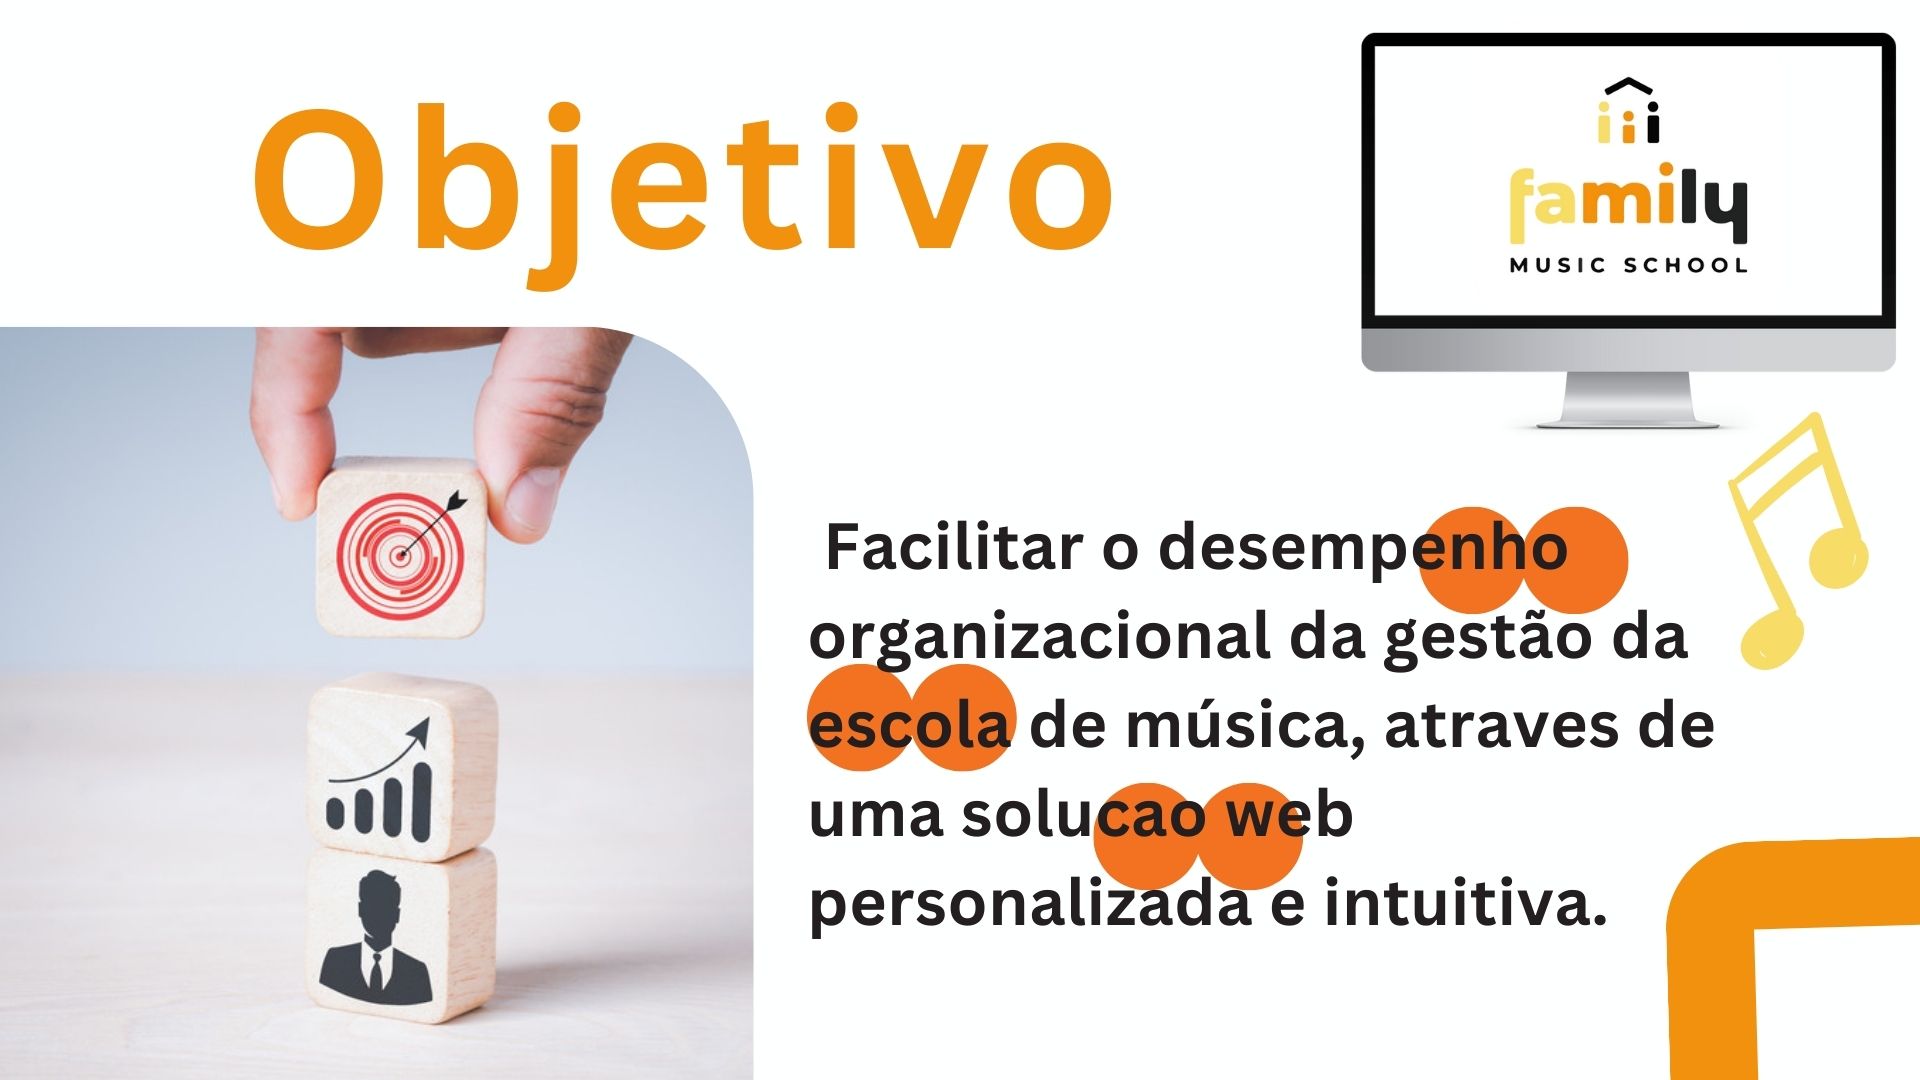 Objetivo
family
MUSIC SCHOOL
Facilitar o desempenho
organizacional da gestão da
escola de música, atraves de
uma solucao web
personalizada e intuitiva.